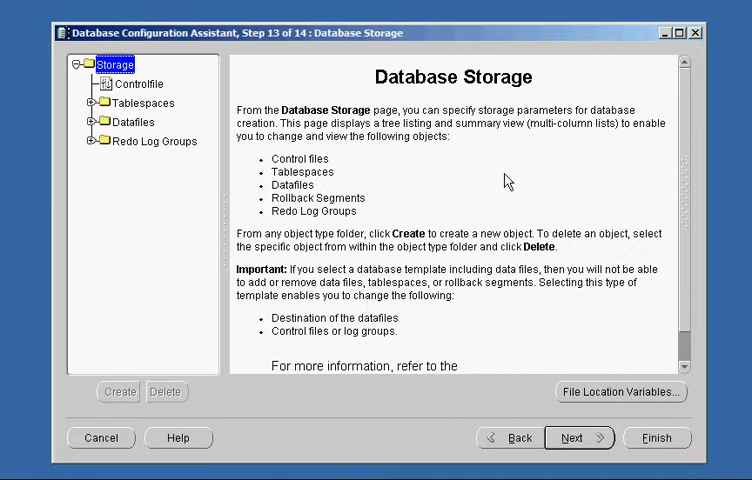 Database Configuration Assistant, Step 13 of 14 : Database Storage
Storage
Controlfile
Tablespaces
Datafiles
Redo Log Groups
Database Storage
From the Database Storage page, you can specify storage parameters for database
creation. This page displays a tree listing and summary view (multi-column lists) to enable
you to change and view the following objects:
• Control files
• Tablespaces
• Datafiles
• Rollback Segments
• Redo Log Groups
From any object type folder, click Create to create a new object. To delete an object, select
the specific object from within the object type folder and click Delete.
Important: If you select a database template including data files, then you will not be able
to add or remove data files, tablespaces, or rollback segments. Selecting this type of
template enables you to change the following:
• Destination of the datafiles
• Control files or log groups.
For more information, refer to the
Create
Delete
File Location Variables...
Cancel
Help
Back
Next
Finish